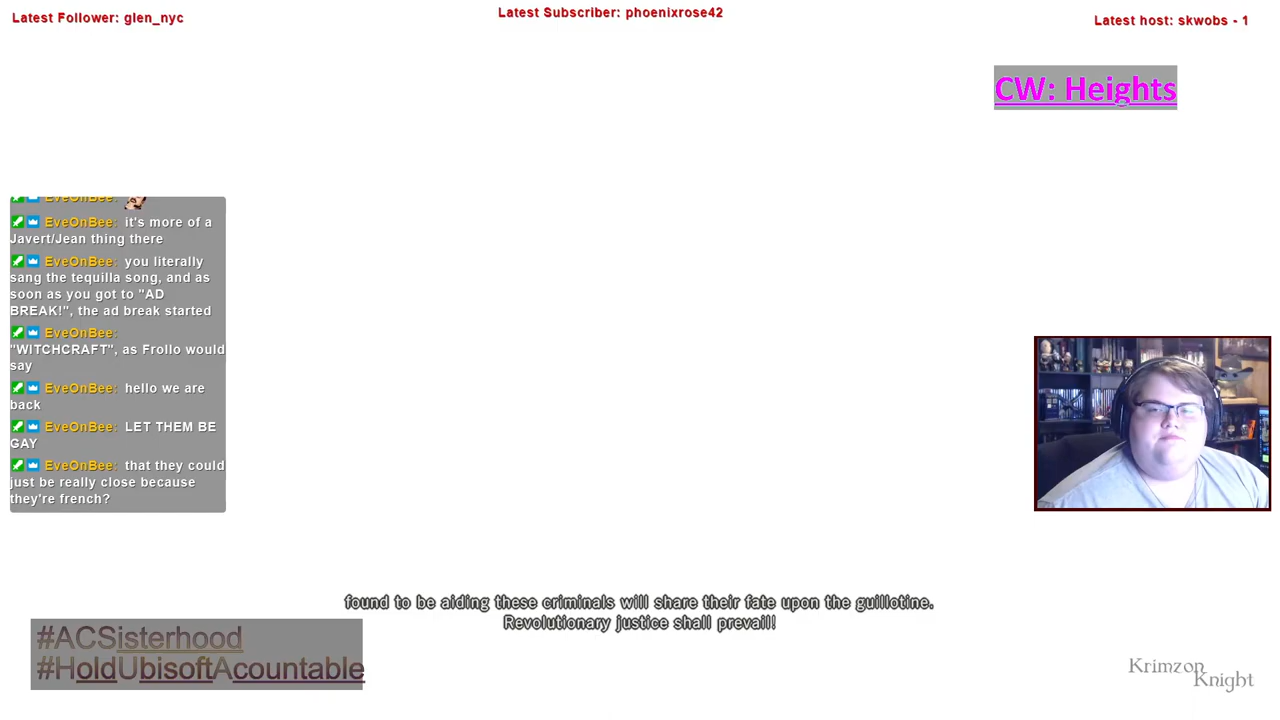 Latest Follower: glen_nyc
Latest Subscriber: phoenixrose42
Latest host: skwobs - 1
CW: Heights
EveOnBee:
EveOnBee: it's more of a
Javert/Jean thing there
EveOnBee: you literally
sang the tequilla song, and as
soon as you got to "AD
BREAK!", the ad break started
EveOnBee:
"WITCHCRAFT", as Frollo would
say
EveOnBee: hello we are
back
EveOnBee: LET THEM BE
GAY
EveOnBee: that they could
just be really close because
they're french?
found to be aiding these criminals will share their fate upon the guillotine.
Revolutionary justice shall prevail!
#ACSisterhood
#HoldUbisoftAcountable
Krimzon
Knight